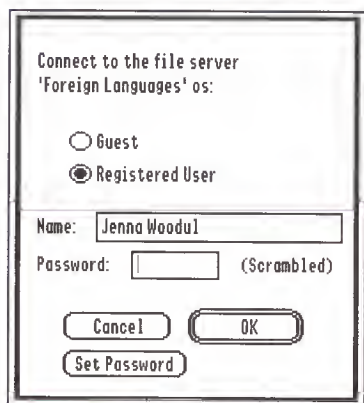 Connect to the file server
'Foreign Languages' os:
Guest
Registered User
Name: Jenna Woodul
Password: (Scrambled)
Cancel OK
Set Password